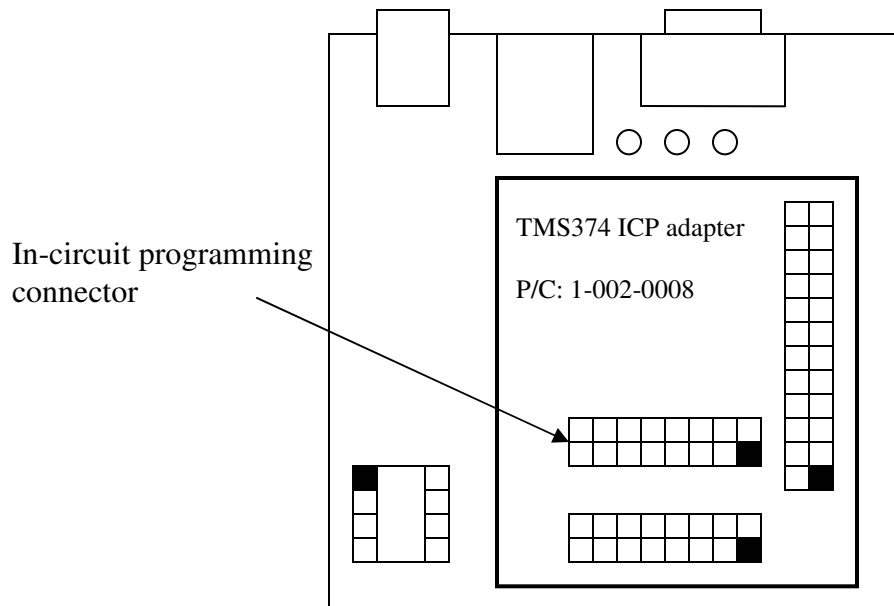 In-circuit programming
connector
TMS374 ICP adapter
P/C: 1-002-0008